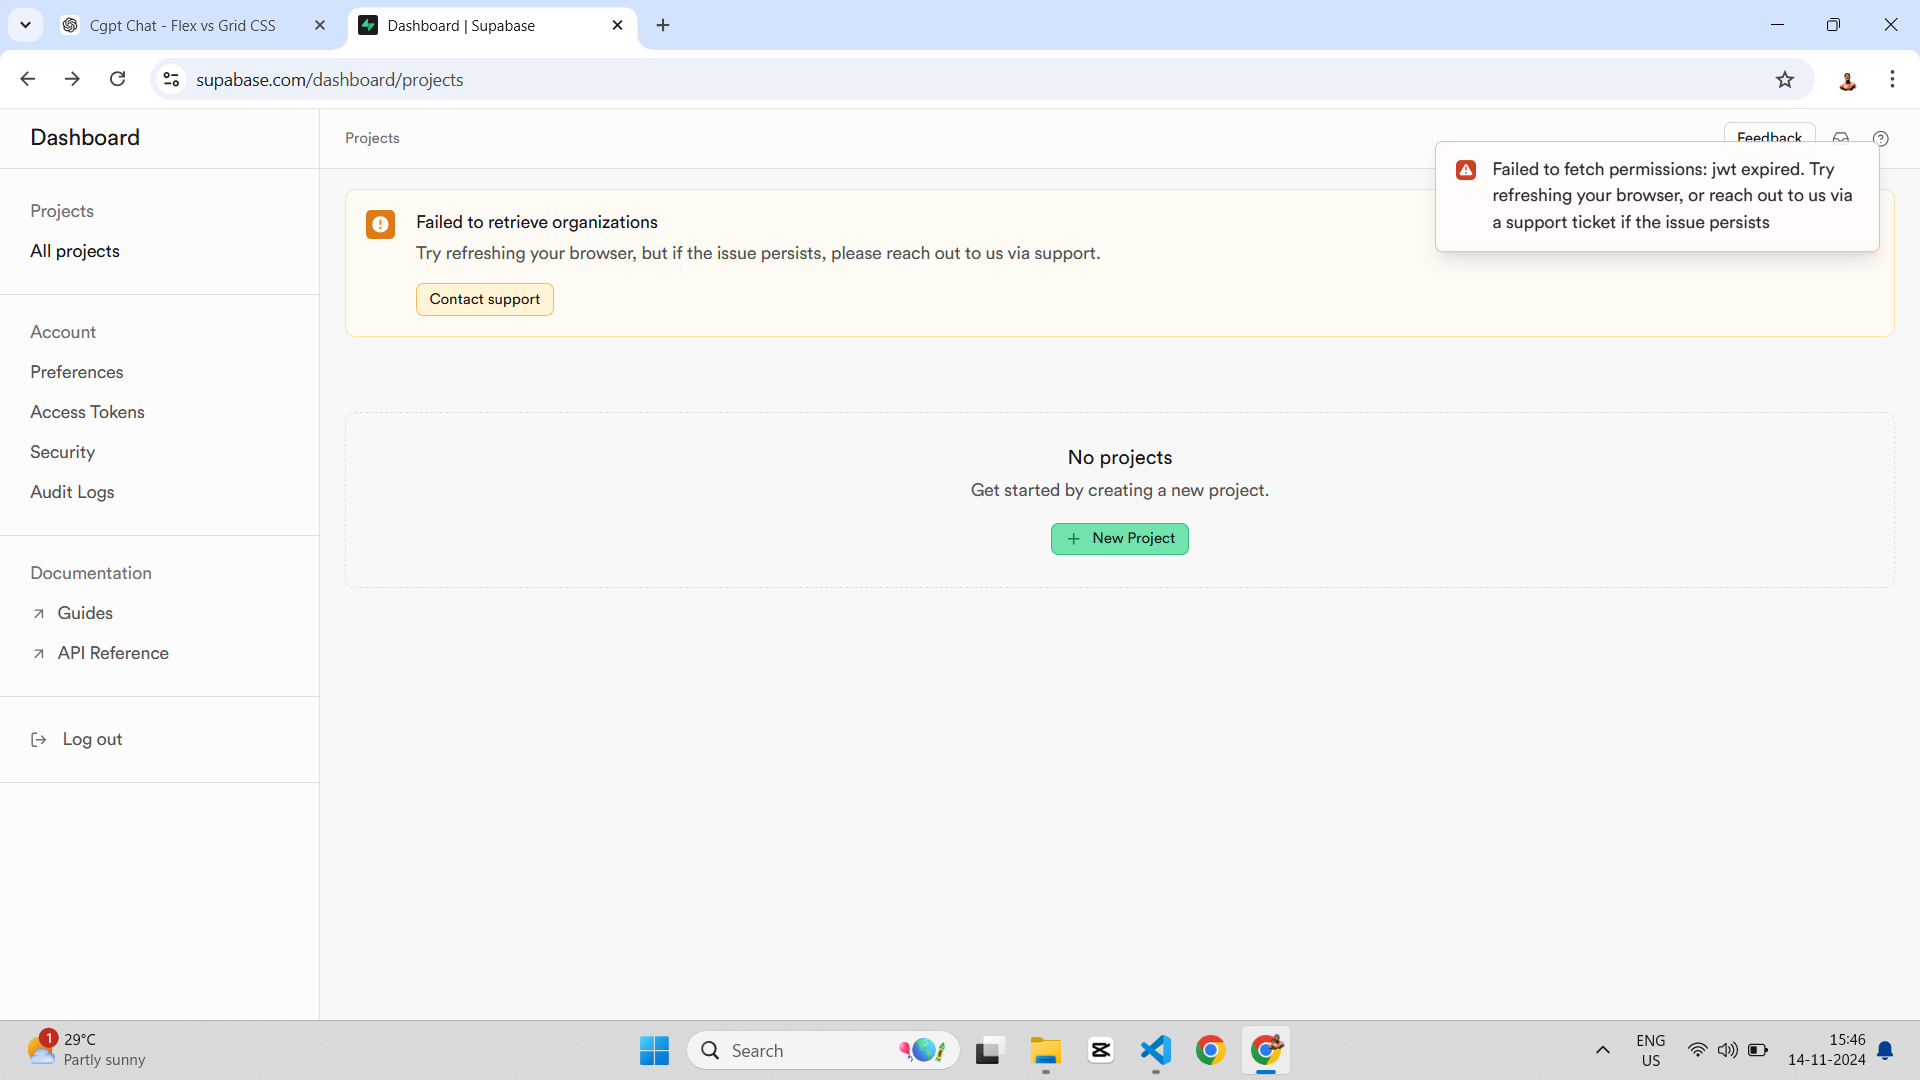 Cgpt Chat - Flex vs Grid CSS
Dashboard | Supabase
supabase.com/dashboard/projects
Dashboard
Projects
Feedback
Failed to fetch permissions: jwt expired. Try
refreshing your browser, or reach out to us via
a support ticket if the issue persists
Projects
All projects
Account
Preferences
Access Tokens
Security
Audit Logs
Documentation
Guides
API Reference
Log out
Failed to retrieve organizations
Try refreshing your browser, but if the issue persists, please reach out to us via support.
Contact support
No projects
Get started by creating a new project.
New Project
1
29°C
Partly sunny
Search
ENG
US
15:46
14-11-2024